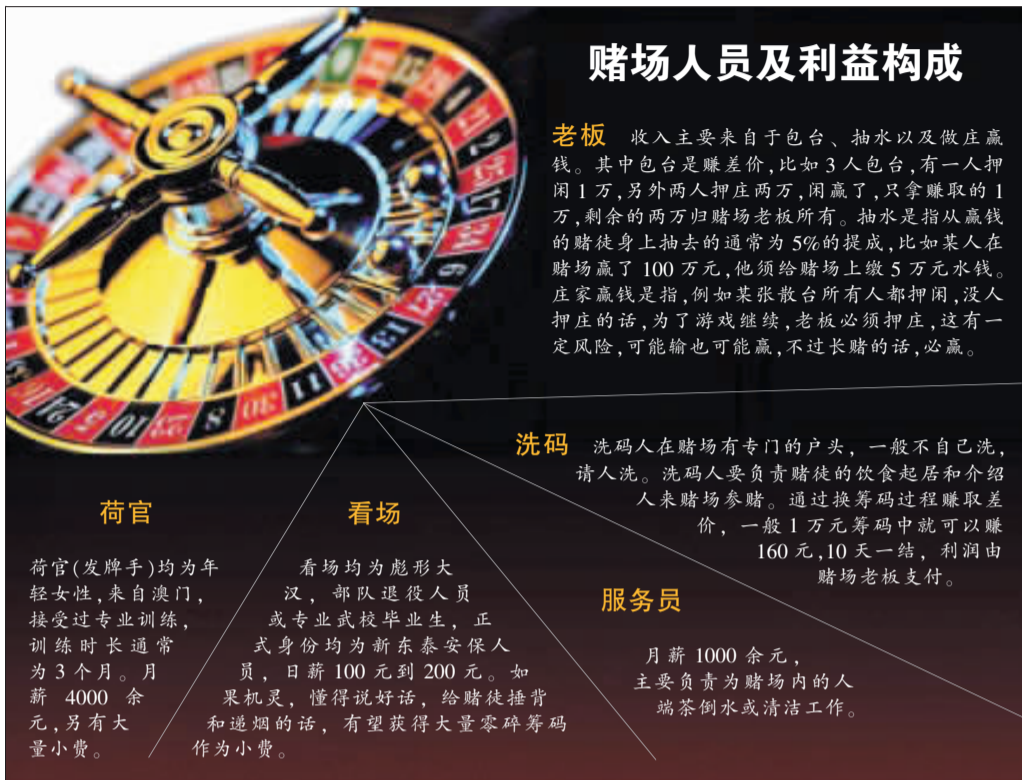 赌场人员及利益构成
老板 收入主要来自于包台、抽水以及做庄赢
钱。其中包台是赚差价,比如 3 人包台,有一人押
闲 1 万,另外两人押庄两万,闲赢了,只拿赚取的 1
万,剩余的两万归赌场老板所有。抽水是指从赢钱
的赌徒身上抽去的通常为 5%的提成,比如某人在
赌场赢了 100 万元,他须给赌场上缴 5 万元水钱。
庄家赢钱是指,例如某张散台所有人都押闲,没人
押庄的话,为了游戏继续,老板必须押庄,这有一
定风险,可能输也可能赢,不过长赌的话,必赢。
洗码 洗码人在赌场有专门的户头，一般不自己洗,
请人洗。洗码人要负责赌徒的饮食起居和介绍
人来赌场参赌。通过换筹码过程赚取差
价，一般 1 万元筹码中就可以赚
160 元,10 天一结，利润由
赌场老板支付。
荷官
荷官(发牌手)均为年
轻女性,来自澳门,
接受过专业训练,
训练时长通常
为 3 个月。月
薪 4000 余
元,另有大
量小费。
看场
看场均为彪形大
汉，部队退役人员
或专业武校毕业生，正
式身份均为新东泰安保人
员，日薪 100 元到 200 元。如
果机灵，懂得说好话，给赌徒捶背
和递烟的话，有望获得大量零碎筹码
作为小费。
服务员
月薪 1000 余元，
主要负责为赌场内的人
端茶倒水或清洁工作。